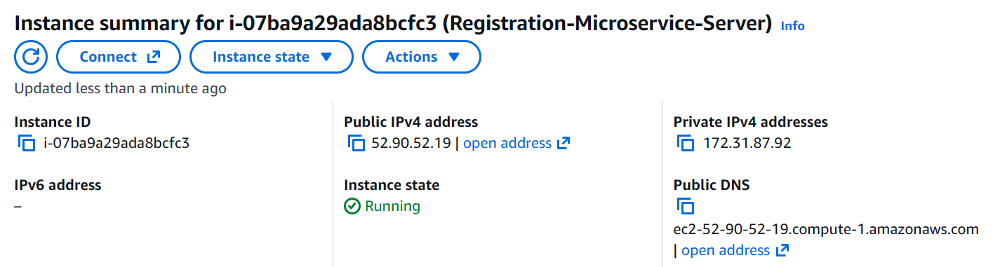 Instance summary for i-07ba9a29ada8bcfc3 (Registration-Microservice-Server) Info
Connect
Instance state
Actions
Updated less than a minute ago
Instance ID
i-07ba9a29ada8bcfc3
Public IPv4 address
52.90.52.19 | open address
Private IPv4 addresses
172.31.87.92
IPv6 address
–
Instance state
Running
Public DNS
ec2-52-90-52-19.compute-1.amazonaws.com
| open address